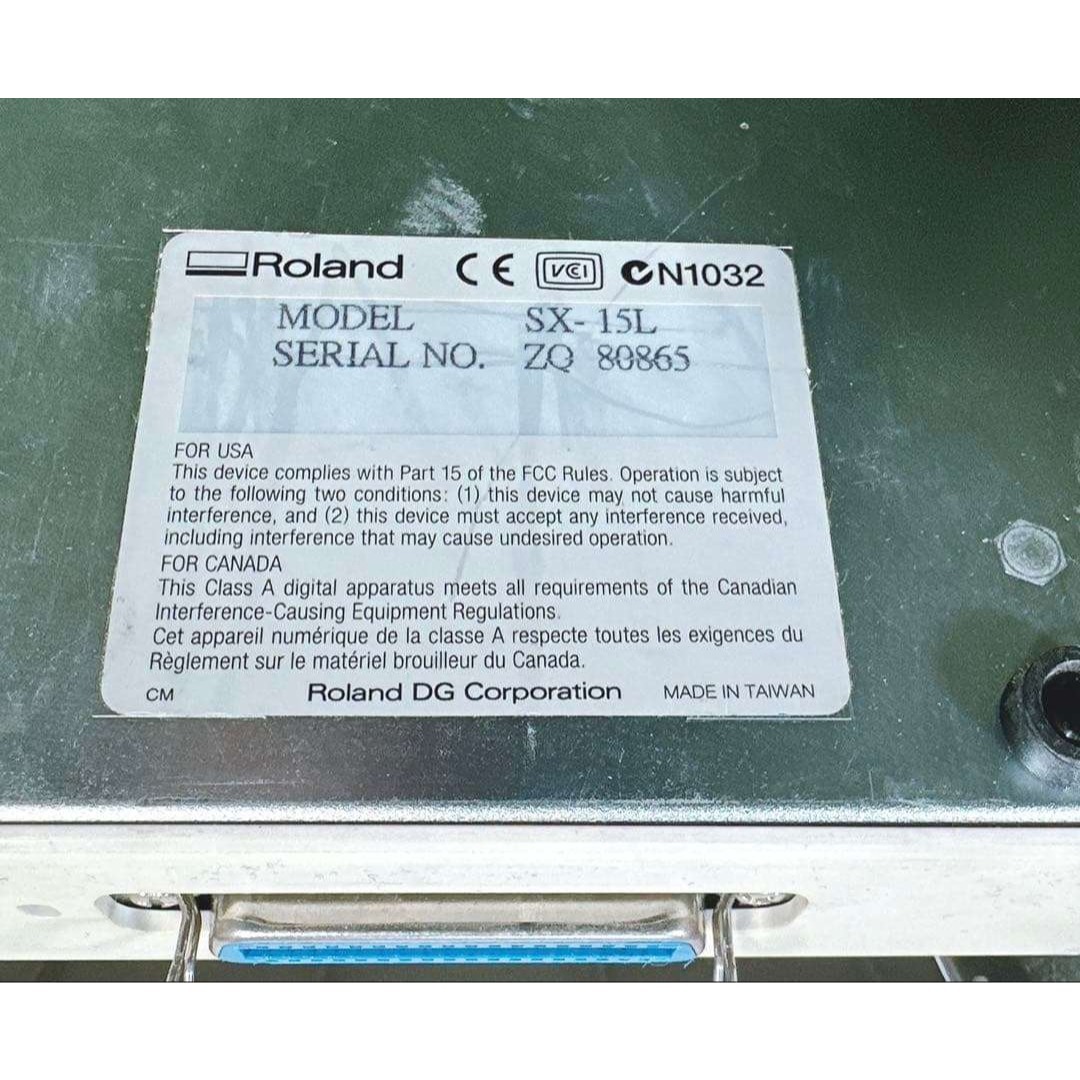 Roland CE VCI N1032
MODEL SX-15L
SERIAL NO. ZQ 80865
FOR USA
This device complies with Part 15 of the FCC Rules. Operation is subject
to the following two conditions: (1) this device may not cause harmful
interference, and (2) this device must accept any interference received,
including interference that may cause undesired operation.
FOR CANADA
This Class A digital apparatus meets all requirements of the Canadian
Interference-Causing Equipment Regulations.
Cet appareil numérique de la classe A respecte toutes les exigences du
Règlement sur le matériel brouilleur du Canada.
CM Roland DG Corporation MADE IN TAIWAN